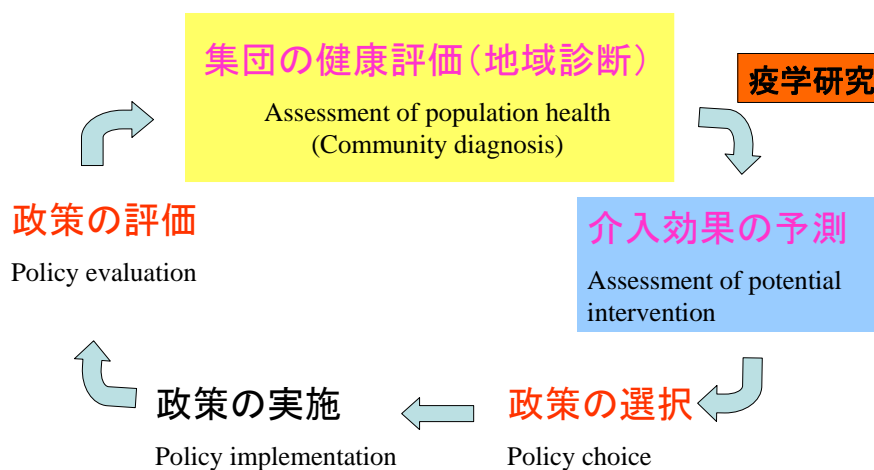 集団の健康評価（地域診断）
Assessment of population health
(Community diagnosis)
疫学研究
介入効果の予測
Assessment of potential
intervention
政策の選択
Policy choice
政策の実施
Policy implementation
政策の評価
Policy evaluation